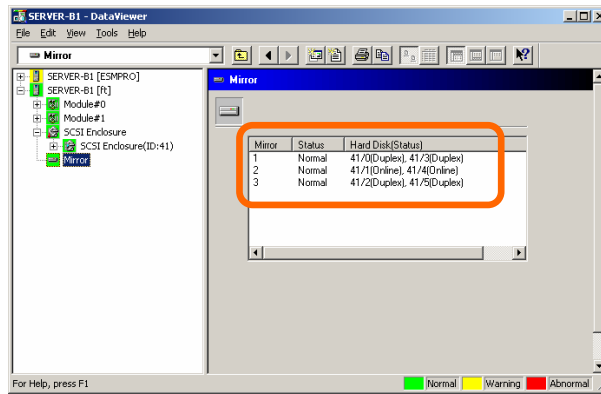 SERVER-B1 - DataViewer
File Edit View Tools Help
Mirror
SERVER-B1 [ESMPRO]
SERVER-B1 [ft]
Module#0
Module#1
SCSI Enclosure
SCSI Enclosure(ID:41)
Mirror
Mirror
Mirror Status Hard Disk(Status)
1 Normal 41/0(Duplex), 41/3(Duplex)
2 Normal 41/1(Online), 41/4(Online)
3 Normal 41/2(Duplex), 41/5(Duplex)
For Help, press F1 Normal Warning Abnormal